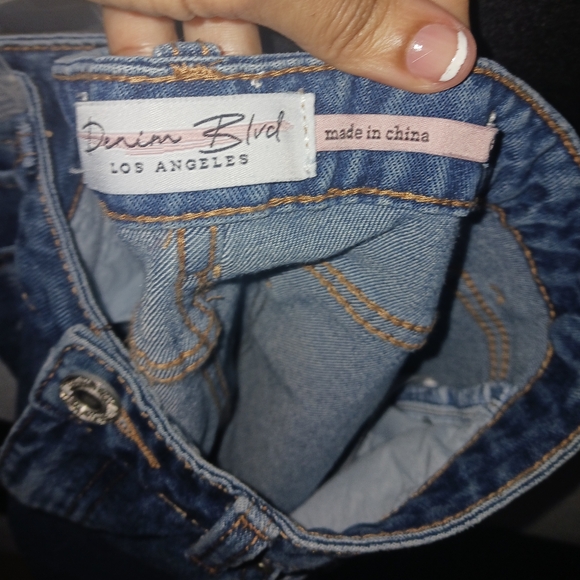 Denim Blvd
LOS ANGELES
made in china